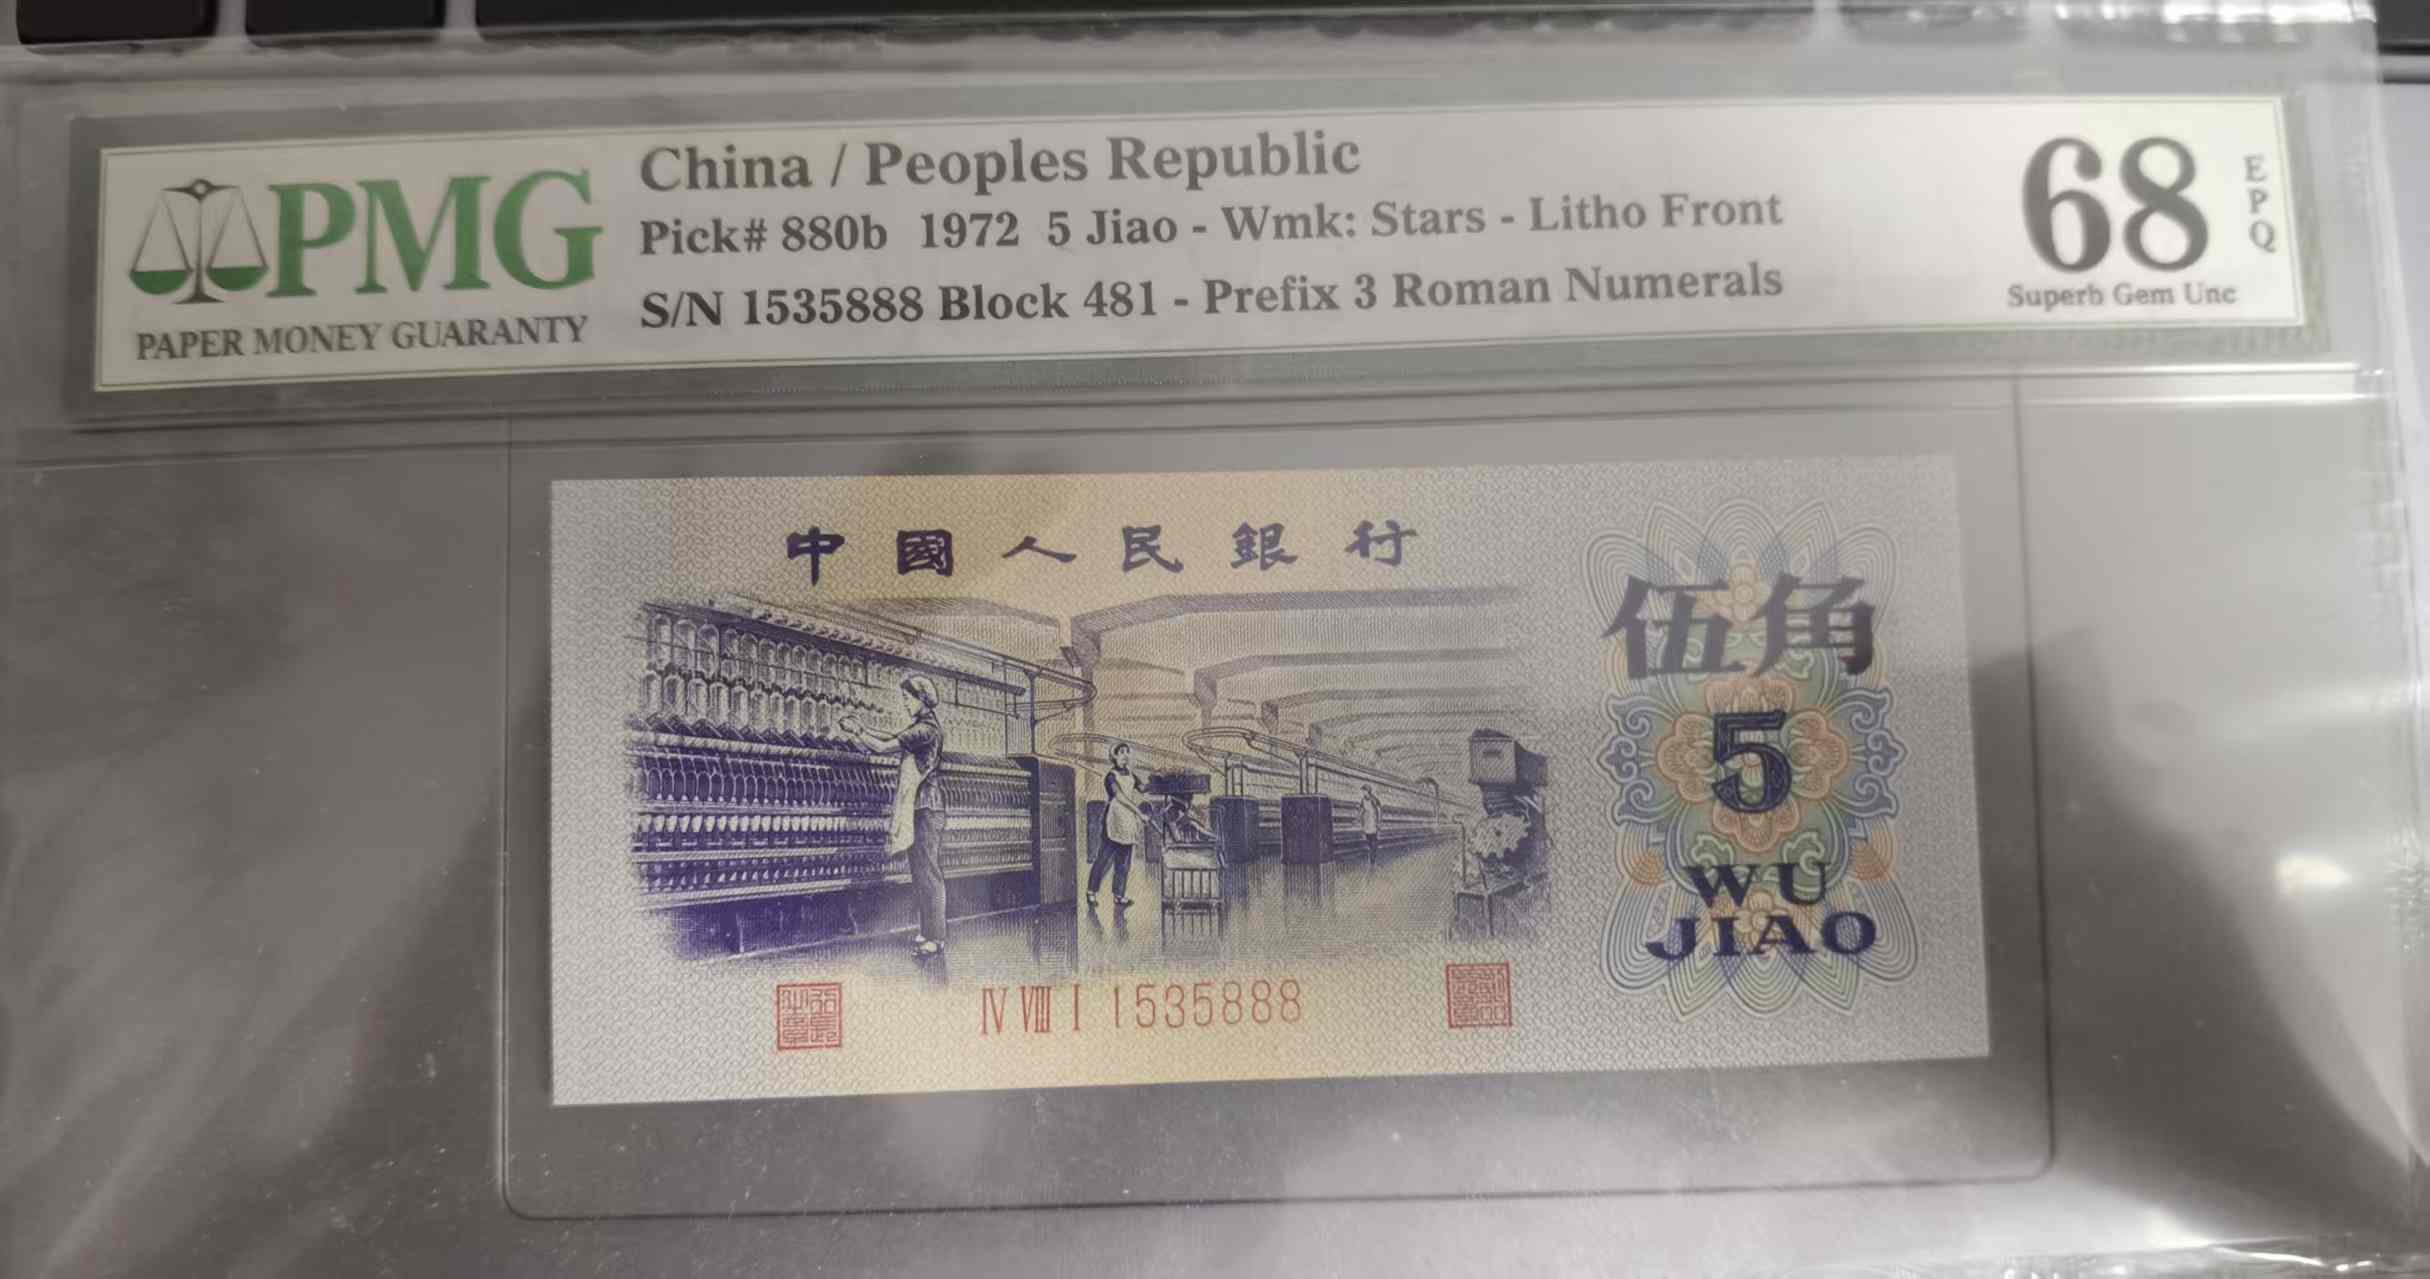 PMG
PAPER MONEY GUARANTY
China / Peoples Republic
Pick# 880b 1972 5 Jiao - Wmk: Stars - Litho Front
S/N 1535888 Block 481 - Prefix 3 Roman Numerals
68
EPQ
Superb Gem Unc
中國人民銀行
伍角
5
WU
JIAO
IV VIII I 1535888